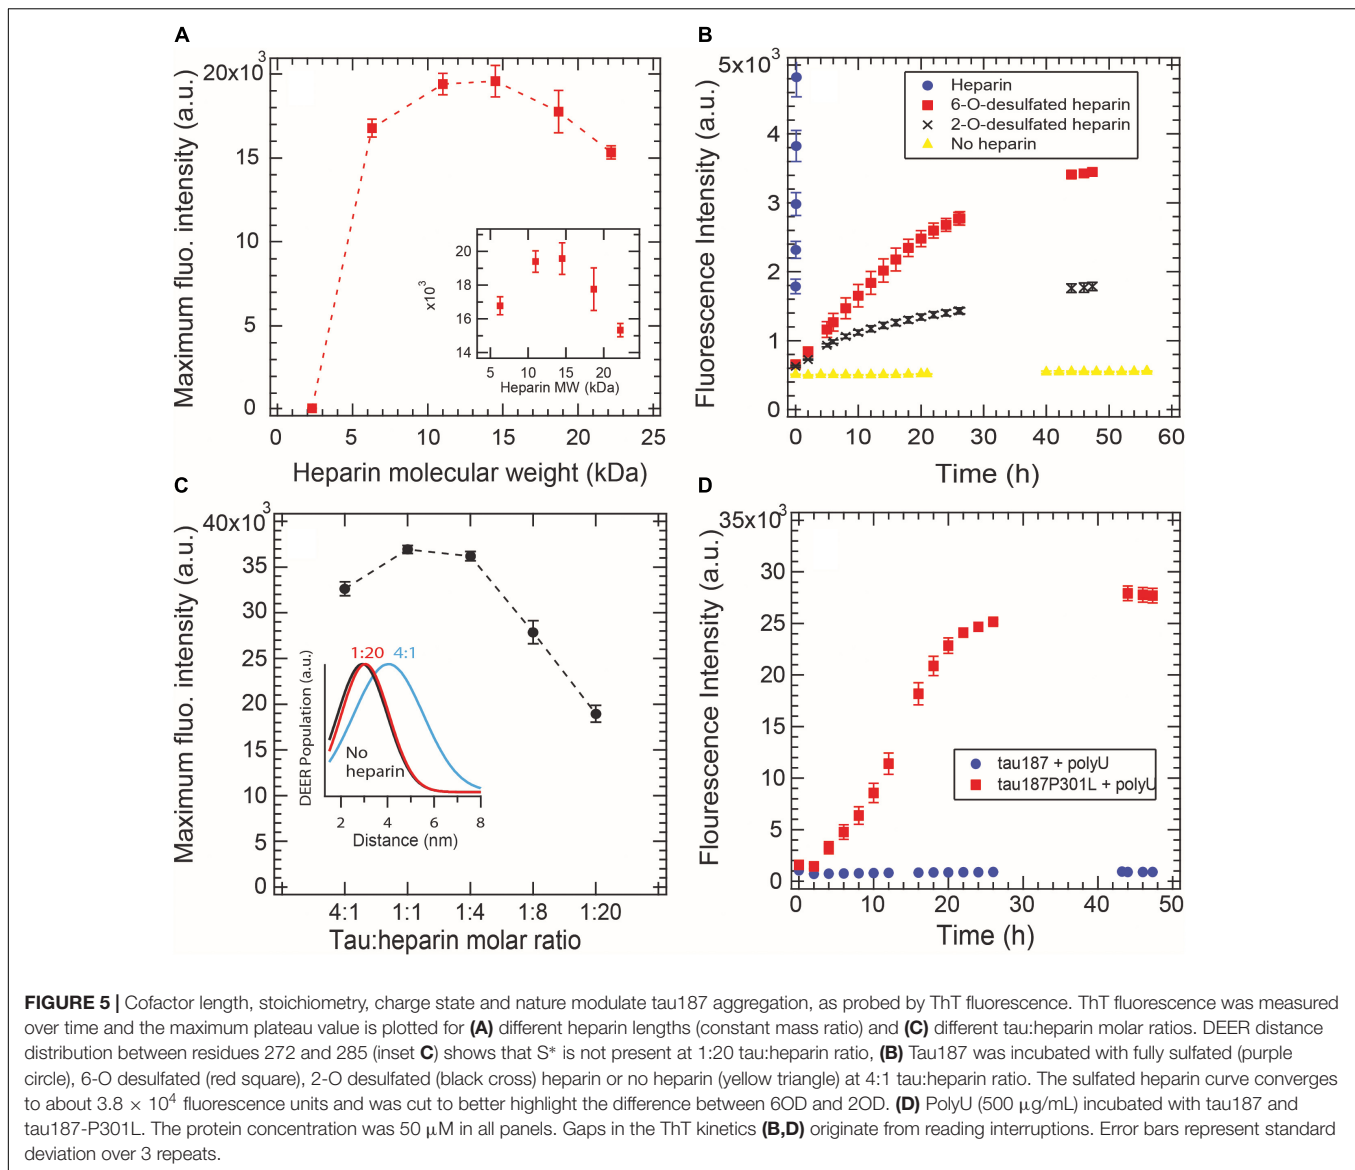 A
20x10³
15
10
5
0
Maximum fluo. intensity (a.u.)
0 5 10 15 20 25
Heparin molecular weight (kDa)
20
18
16
14
x10³
5 10 15 20
Heparin MW (kDa)
B
5x10³
4
3
2
1
0
Fluorescence Intensity (a.u.)
Heparin
6-O-desulfated heparin
2-O-desulfated heparin
No heparin
0 10 20 30 40 50 60
Time (h)
C
40x10³
35
30
25
20
15
10
5
0
Maximum fluo. intensity (a.u.)
4:1 1:1 1:4 1:8 1:20
Tau:heparin molar ratio
1:20 4:1
No
heparin
DEER Population (a.u.)
2 4 6 8
Distance (nm)
D
35x10³
30
25
20
15
10
5
0
Flourescence Intensity (a.u.)
tau187 + polyU
tau187P301L + polyU
0 10 20 30 40 50
Time (h)
FIGURE 5 | Cofactor length, stoichiometry, charge state and nature modulate tau187 aggregation, as probed by ThT fluorescence. ThT fluorescence was measured
over time and the maximum plateau value is plotted for (A) different heparin lengths (constant mass ratio) and (C) different tau:heparin molar ratios. DEER distance
distribution between residues 272 and 285 (inset C) shows that S* is not present at 1:20 tau:heparin ratio, (B) Tau187 was incubated with fully sulfated (purple
circle), 6-O desulfated (red square), 2-O desulfated (black cross) heparin or no heparin (yellow triangle) at 4:1 tau:heparin ratio. The sulfated heparin curve converges
to about 3.8 × 10⁴ fluorescence units and was cut to better highlight the difference between 6OD and 2OD. (D) PolyU (500 μg/mL) incubated with tau187 and
tau187-P301L. The protein concentration was 50 μM in all panels. Gaps in the ThT kinetics (B,D) originate from reading interruptions. Error bars represent standard
deviation over 3 repeats.